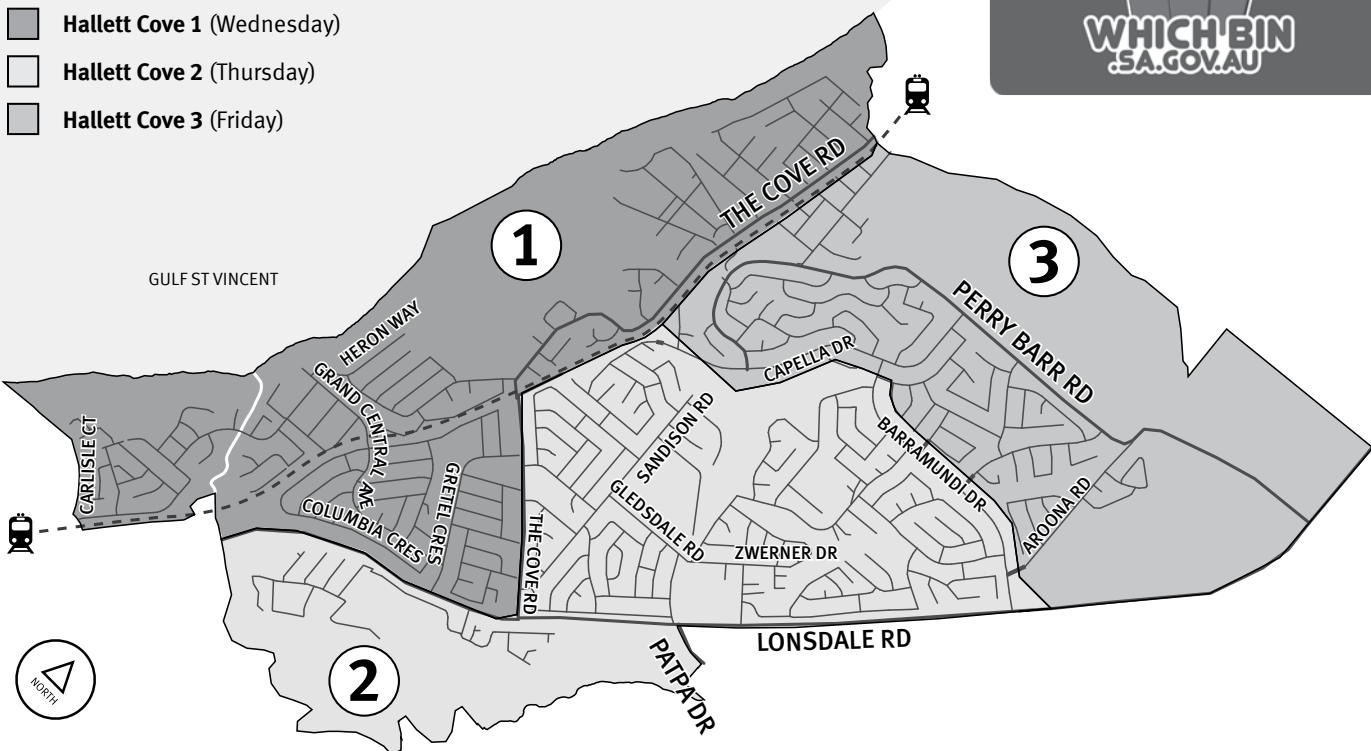 Hallett Cove 1 (Wednesday)
Hallett Cove 2 (Thursday)
Hallett Cove 3 (Friday)
WHICH BIN
.SA.GOV.AU
THE COVE RD
1
3
GULF ST VINCENT
HERON WAY
PERRY BARR RD
GRAND CENTRAL AVE
CAPELLA DR
CARLISLE CT
SANDISON RD
BARRAMUNDI DR
GRETEL CRES
COLUMBIA CRES
GLEDSDALE RD
AROONA RD
THE COVE RD
ZWERNER DR
LONSDALE RD
PATPA DR
2
NORTH